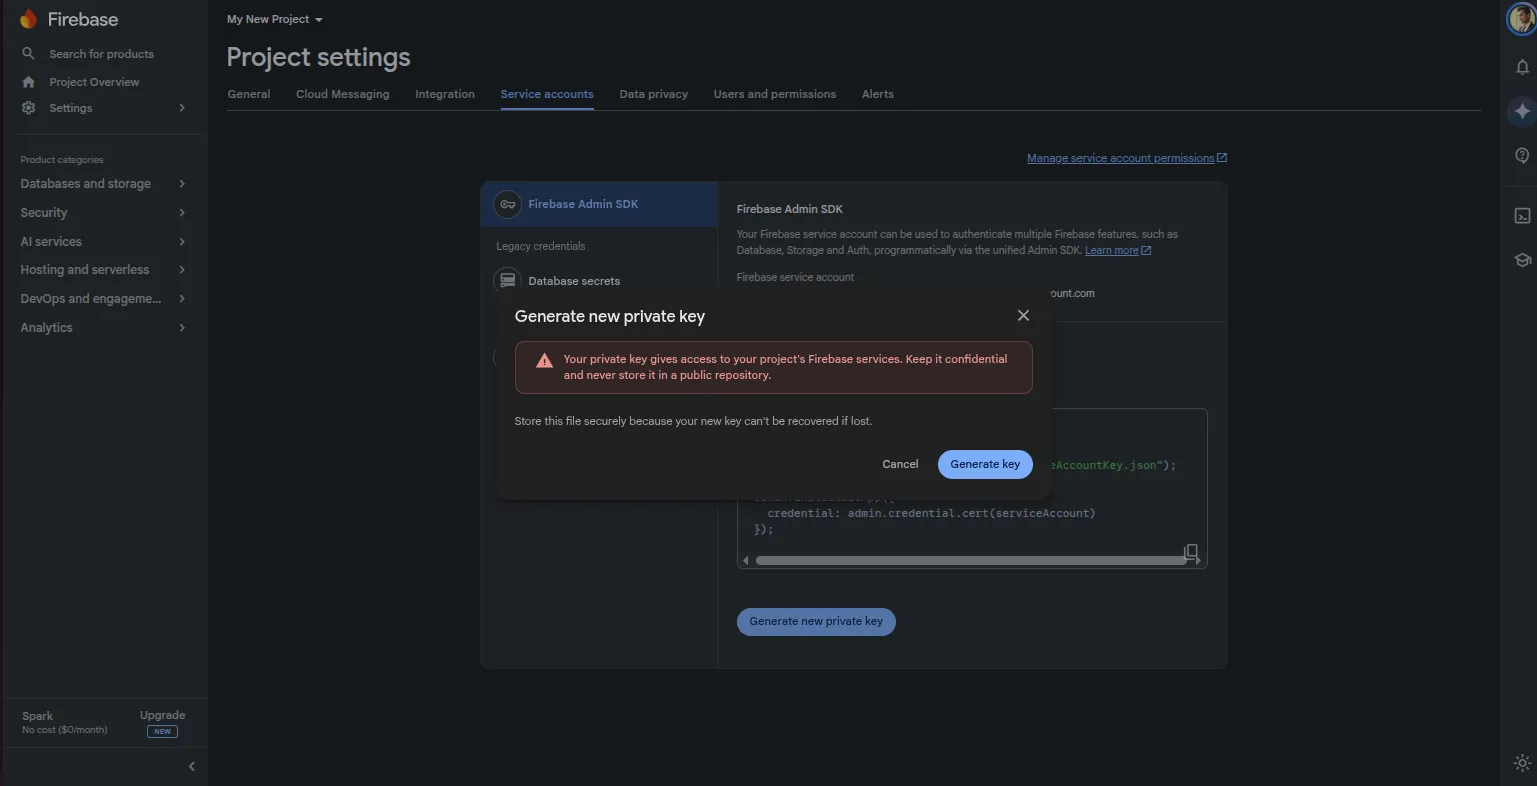 Firebase
Search for products
Project Overview
Settings
Product categories
Databases and storage
Security
AI services
Hosting and serverless
DevOps and engageme...
Analytics
Spark
No cost ($0/month)
Upgrade
NEW
My New Project
Project settings
General Cloud Messaging Integration Service accounts Data privacy Users and permissions Alerts
Manage service account permissions
Firebase Admin SDK
Legacy credentials
Database secrets
Firebase Admin SDK
Your Firebase service account can be used to authenticate multiple Firebase features, such as
Database, Storage and Auth, programmatically via the unified Admin SDK. Learn more
Firebase service account
ount.com
Generate new private key
Your private key gives access to your project's Firebase services. Keep it confidential
and never store it in a public repository.
Store this file securely because your new key can't be recovered if lost.
Cancel Generate key
eAccountKey.json");
credential: admin.credential.cert(serviceAccount)
});
Generate new private key